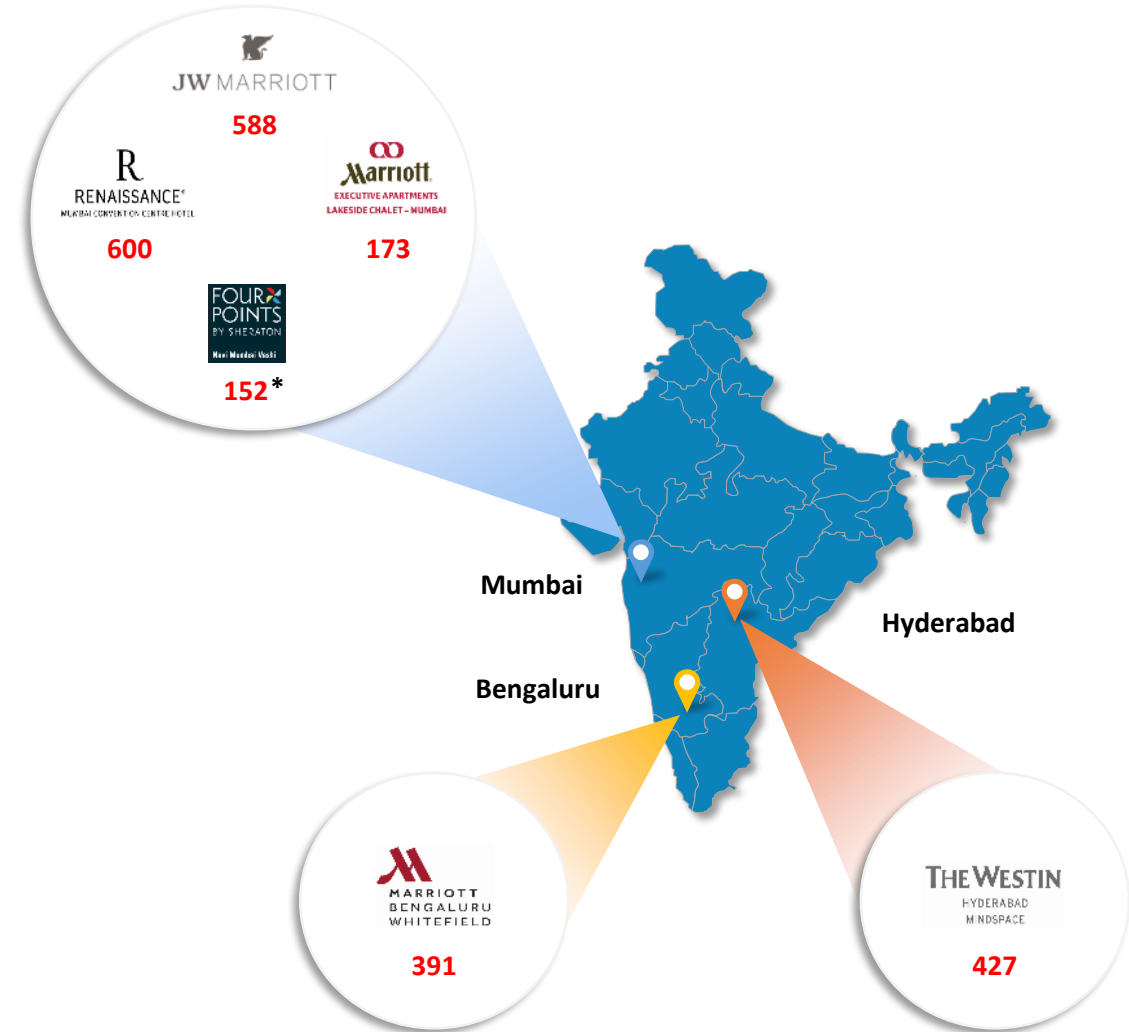 JW MARRIOTT
588
R
RENAISSANCE®
MUMBAI CONVENTION CENTRE HOTEL
600
Marriott.
EXECUTIVE APARTMENTS
LAKESIDE CHALET – MUMBAI
173
FOUR
POINTS
BY SHERATON
Navi Mumbai Vashi
152*
Mumbai
Hyderabad
Bengaluru
MARRIOTT
BENGALURU
WHITEFIELD
391
THE WESTIN
HYDERABAD
MINDSPACE
427